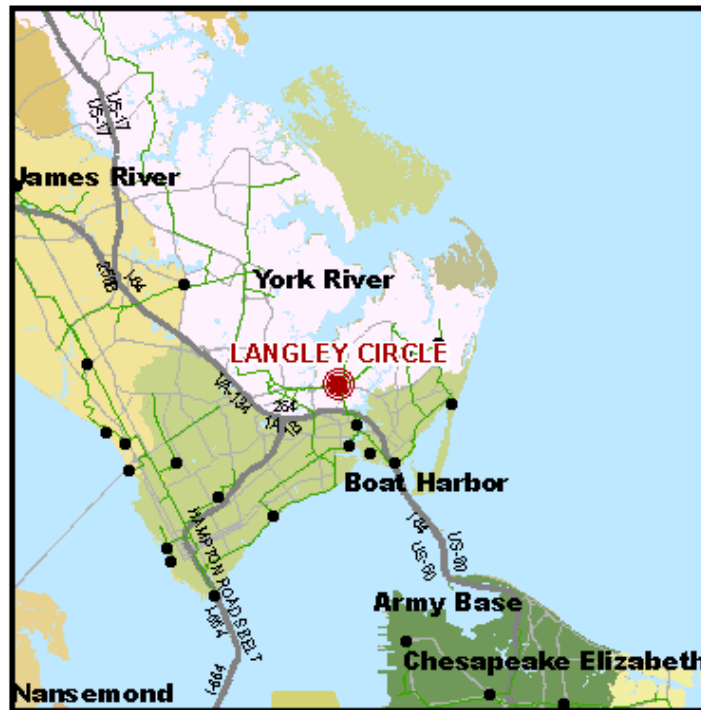 US-17
US-17
James River
I-64
York River
LANGLEY CIRCLE
VA-134
264
Boat Harbor
I-64
US-60
US-60
HAMPTON ROADS BELT
Army Base
I-664
Chesapeake Elizabeth
I-664
Nansemond